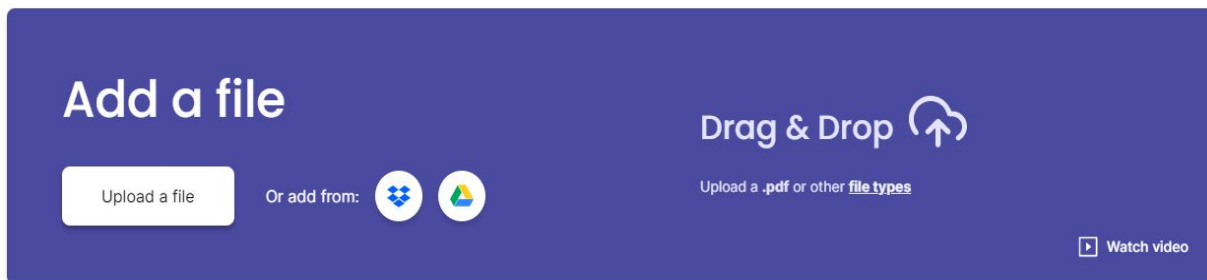 Add a file
Upload a file
Or add from:
Drag & Drop
Upload a .pdf or other file types
Watch video